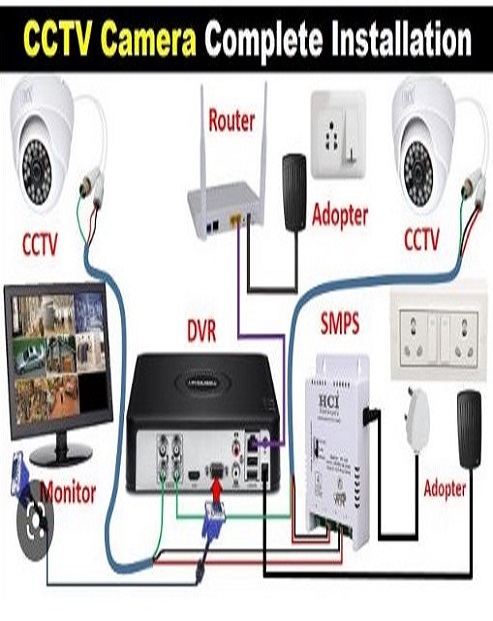 CCTV Camera Complete Installation
Router
Adopter
CCTV
CCTV
DVR
SMPS
HCI
Monitor
Adopter